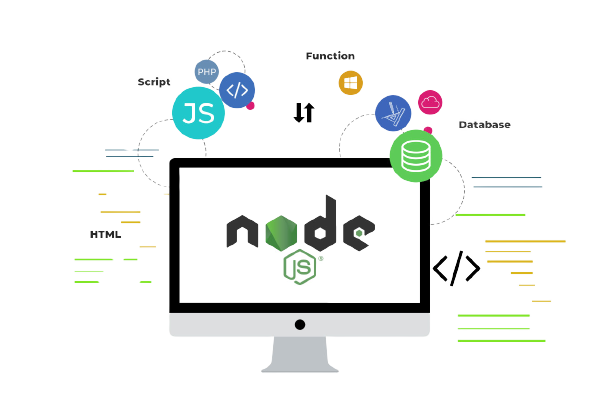 Function
PHP
Script
</>
JS
Database
HTML
node
JS®
</>